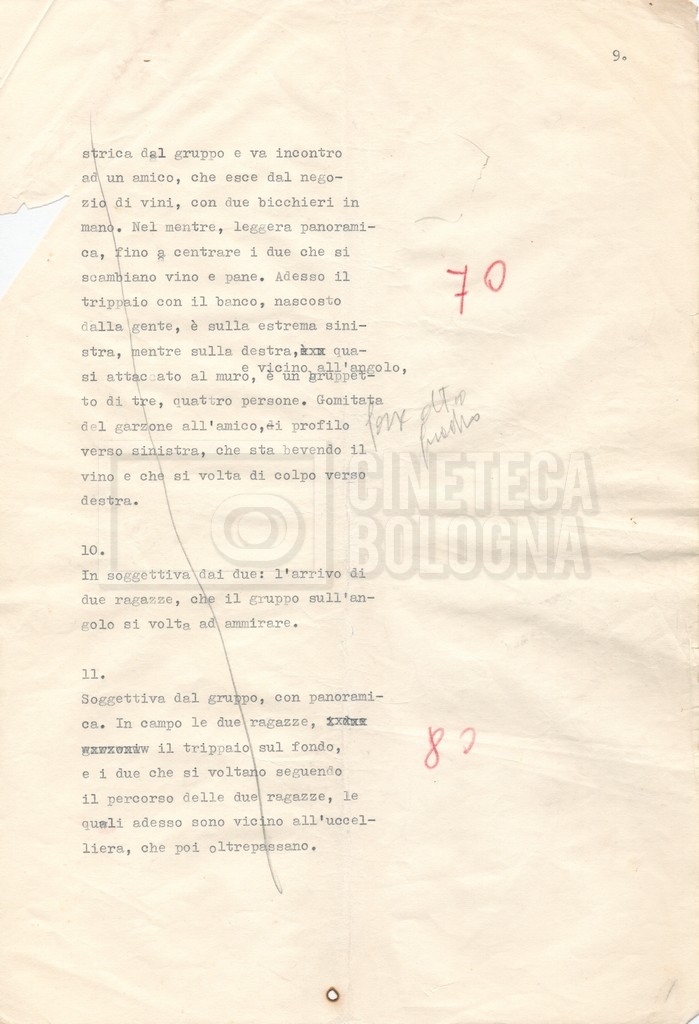 9.
strica dal gruppo e va incontro
ad un amico, che esce dal nego-
zio di vini, con due bicchieri in
mano. Nel mentre, leggera panorami-
ca, fino a centrare i due che si
scambiano vino e pane. Adesso il
70
trippaio con il banco, nascosto
dalla gente, è sulla estrema sini-
stra, mentre sulla destra, qua-
e vicino all'angolo,
si attaccato al muro, è un gruppet-
to di tre, quattro persone. Gomitata
del garzone all'amico, di profilo
verso sinistra, che sta bevendo il
vino e che si volta di colpo verso
destra.
CINETECA
BOLOGNA
10.
In soggettiva dai due: l'arrivo di
due ragazze, che il gruppo sull'an-
golo si volta ad ammirare.
11.
Soggettiva dal gruppo, con panorami-
ca. In campo le due ragazze,
il trippaio sul fondo,
80
e i due che si voltano seguendo
il percorso delle due ragazze, le
quali adesso sono vicino all'uccel-
liera, che poi oltrepassano.